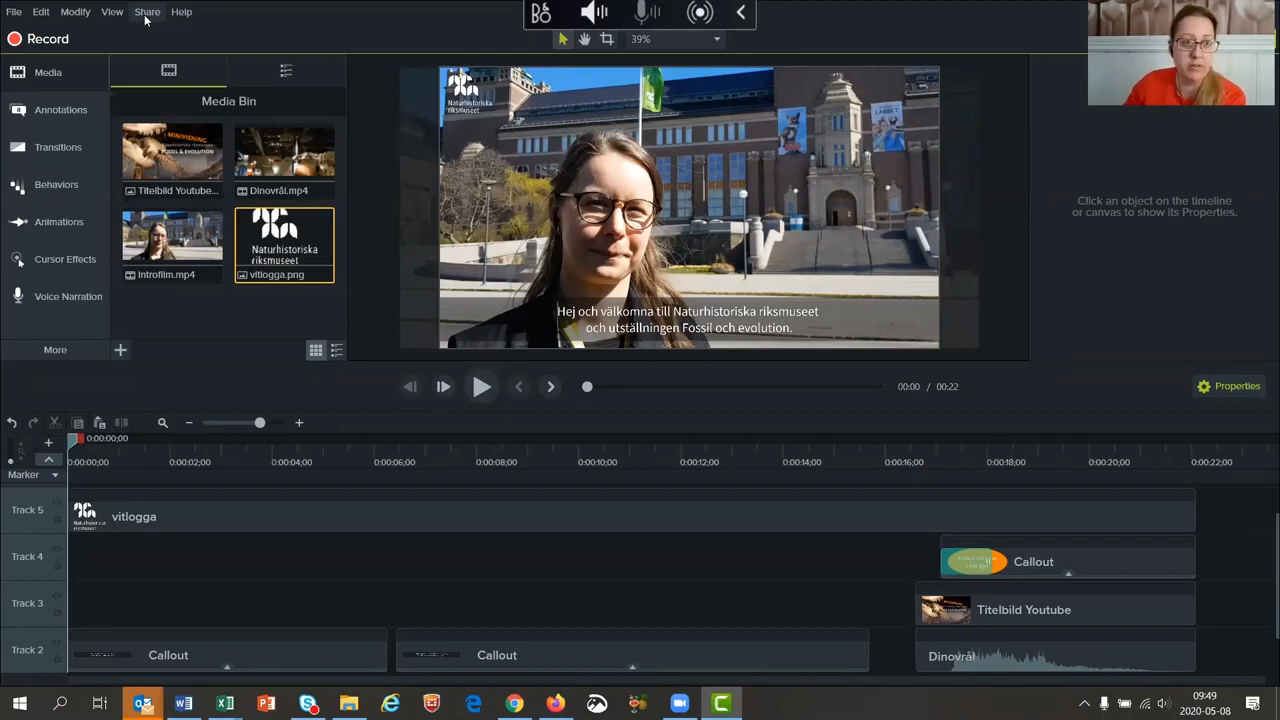 File Edit Modify View Share Help
Record
39%
Media
Annotations
Transitions
Behaviors
Animations
Cursor Effects
Voice Narration
More
Media Bin
Titelbild Youtube...
Dinovrål.mp4
Introfilm.mp4
Naturhistoriska
riksmuseet
vitlogga.png
MINIVISNING
FOSSIL & EVOLUTION
Naturhistoriska
riksmuseet
LABBET
Hej och välkomna till Naturhistoriska riksmuseet
och utställningen Fossil och evolution.
Click an object on the timeline
or canvas to show its Properties.
00:00 / 00:22
Properties
0:00:00;00
0:00:00;00 0:00:02;00 0:00:04;00 0:00:06;00 0:00:08;00 0:00:10;00 0:00:12;00 0:00:14;00 0:00:16;00 0:00:18;00 0:00:20;00 0:00:22;00
Marker
Track 5 vitlogga
Track 4 Callout
Track 3 Titelbild Youtube
Track 2 Callout Callout Dinovrål
09:49
2020-05-08